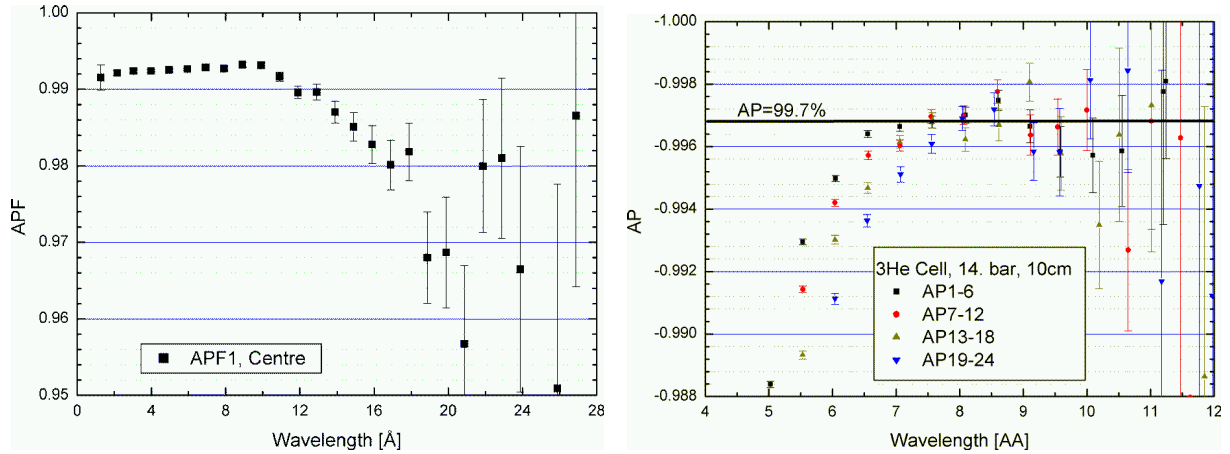 1.00
0.99
0.98
0.97
0.96
0.95
APF
0
4
8
12
16
20
24
28
Wavelength [Å]
APF1, Centre
-1.000
-0.998
-0.996
-0.994
-0.992
-0.990
-0.988
AP
AP=99.7%
3He Cell, 14. bar, 10cm
AP1-6
AP7-12
AP13-18
AP19-24
4
5
6
7
8
9
10
11
12
Wavelength [AA]